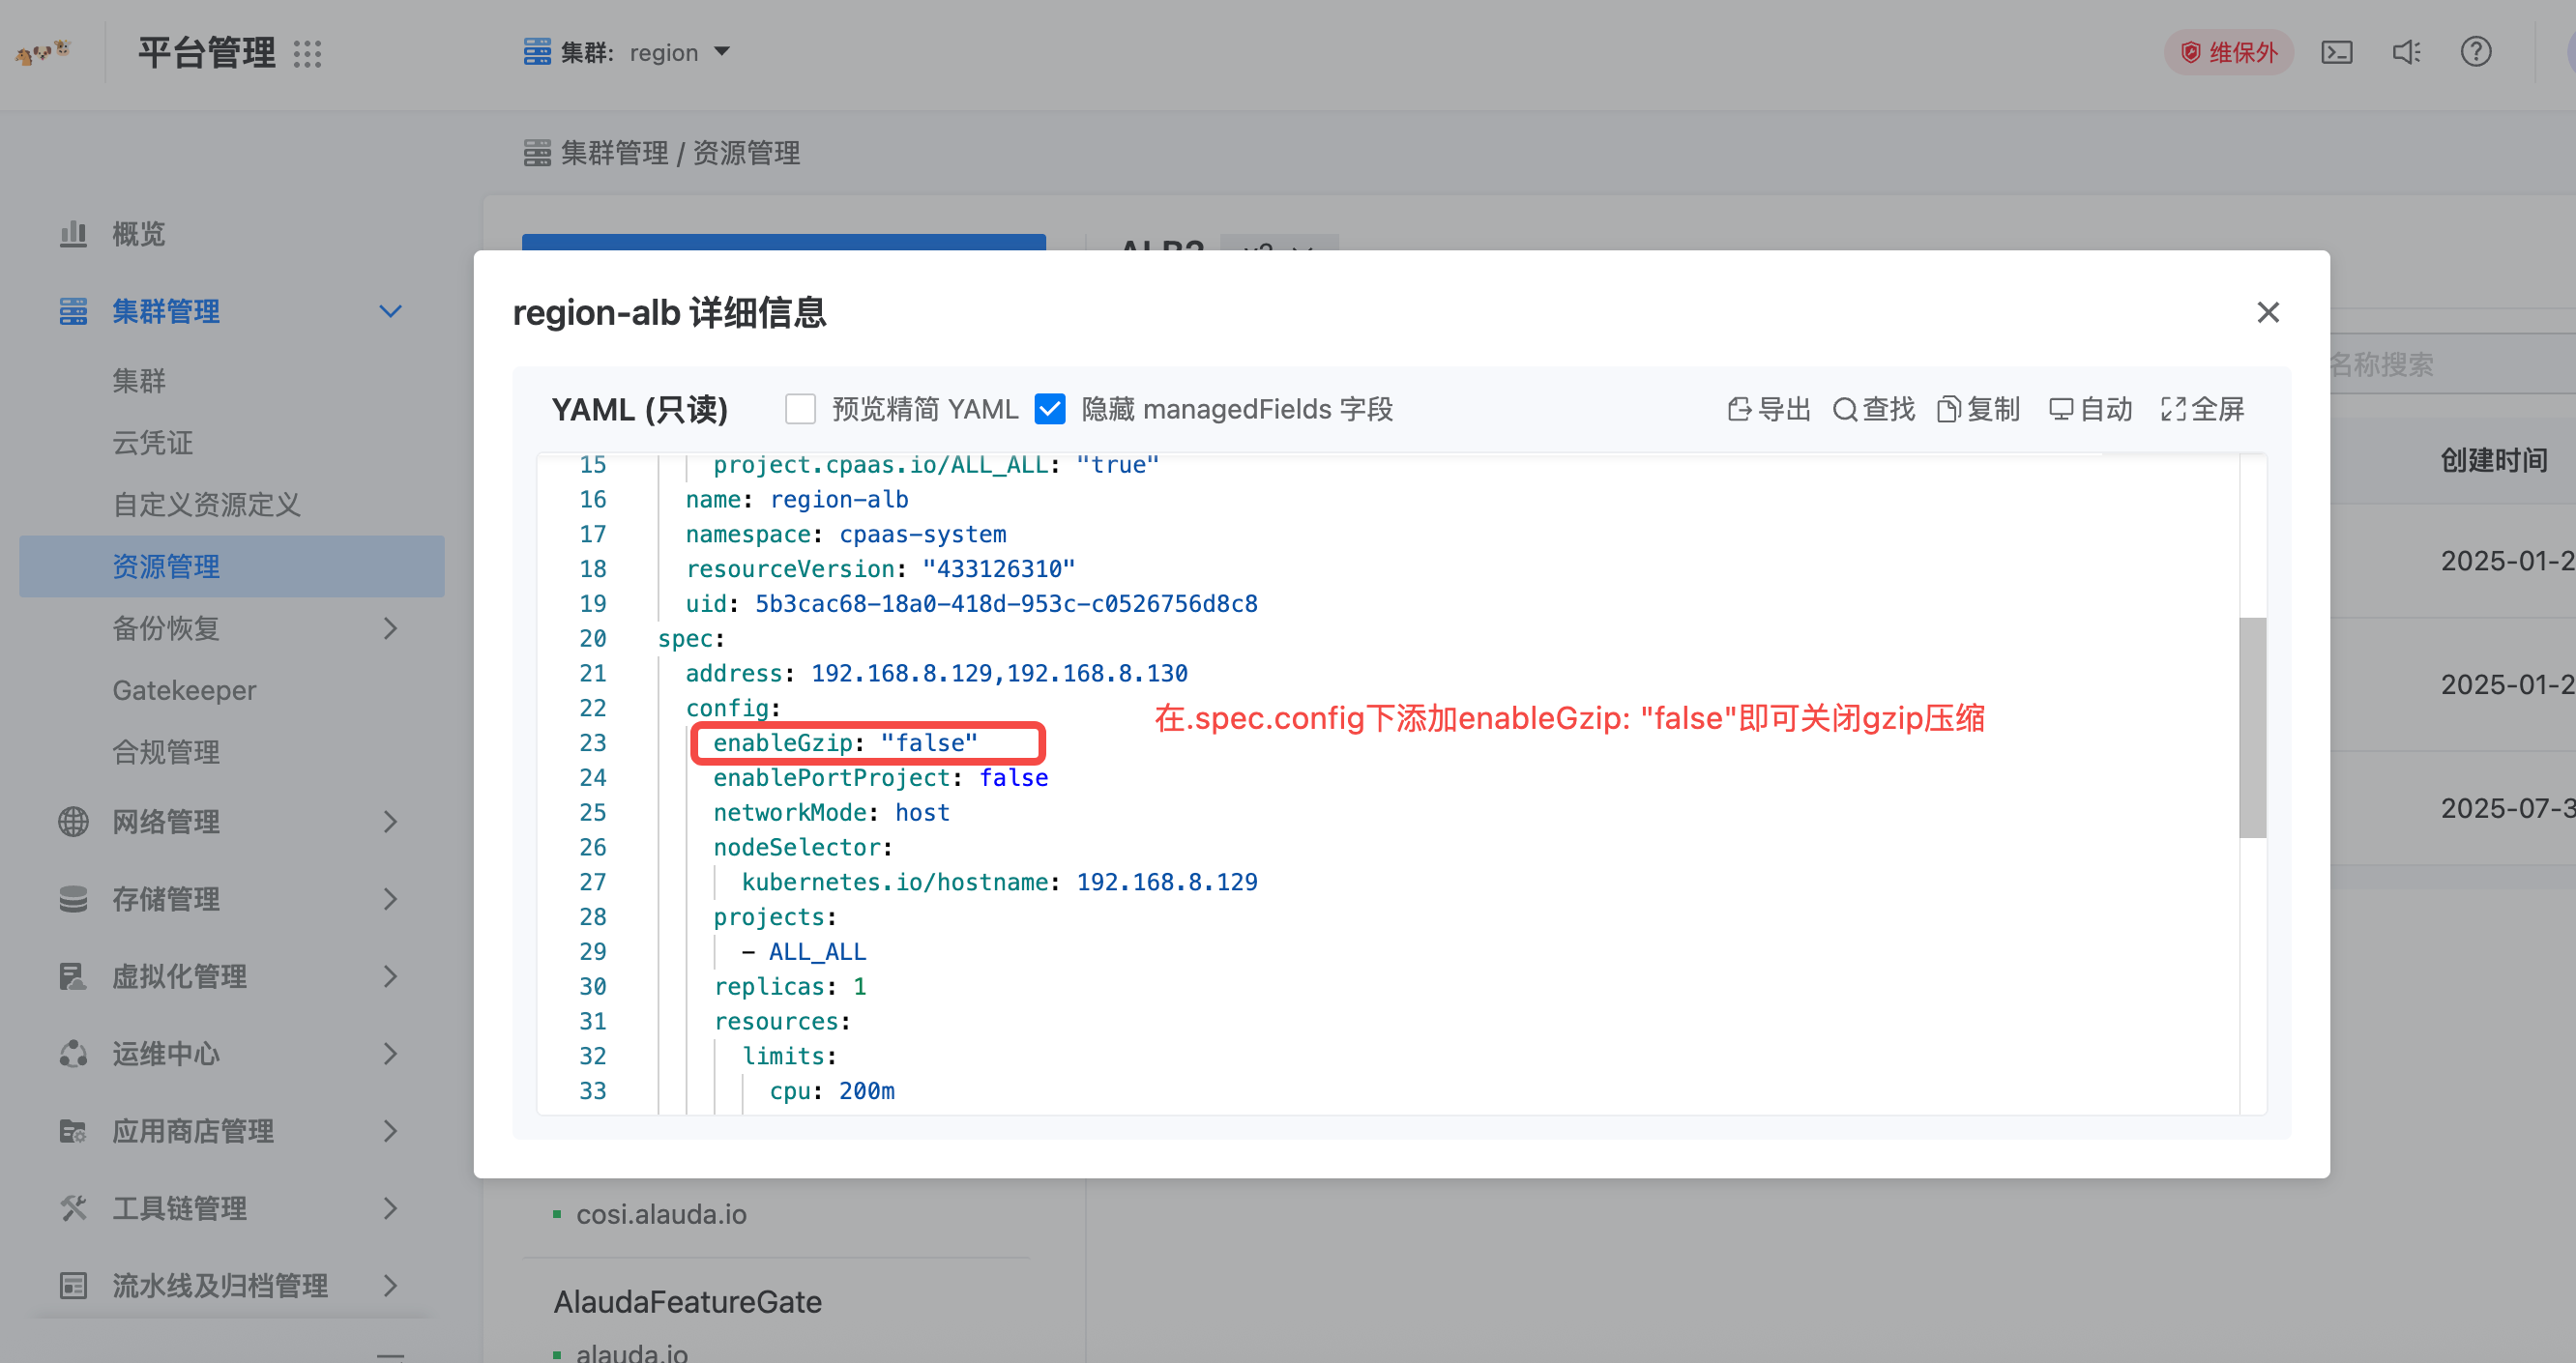 平台管理
集群: region
维保外
集群管理 / 资源管理
概览
集群管理
集群
云凭证
自定义资源定义
资源管理
备份恢复
Gatekeeper
合规管理
网络管理
存储管理
虚拟化管理
运维中心
应用商店管理
工具链管理
流水线及归档管理
region-alb 详细信息
YAML (只读) 预览精简 YAML 隐藏 managedFields 字段 导出 查找 复制 自动 全屏
15 project.cpaas.io/ALL_ALL: "true"
16 name: region-alb
17 namespace: cpaas-system
18 resourceVersion: "433126310"
19 uid: 5b3cac68-18a0-418d-953c-c0526756d8c8
20 spec:
21 address: 192.168.8.129,192.168.8.130
22 config:
在.spec.config下添加enableGzip: "false"即可关闭gzip压缩
23 enableGzip: "false"
24 enablePortProject: false
25 networkMode: host
26 nodeSelector:
27 kubernetes.io/hostname: 192.168.8.129
28 projects:
29 - ALL_ALL
30 replicas: 1
31 resources:
32 limits:
33 cpu: 200m
名称搜索
创建时间
2025-01-2
2025-01-2
2025-07-3
cosi.alauda.io
AlaudaFeatureGate
alauda.io